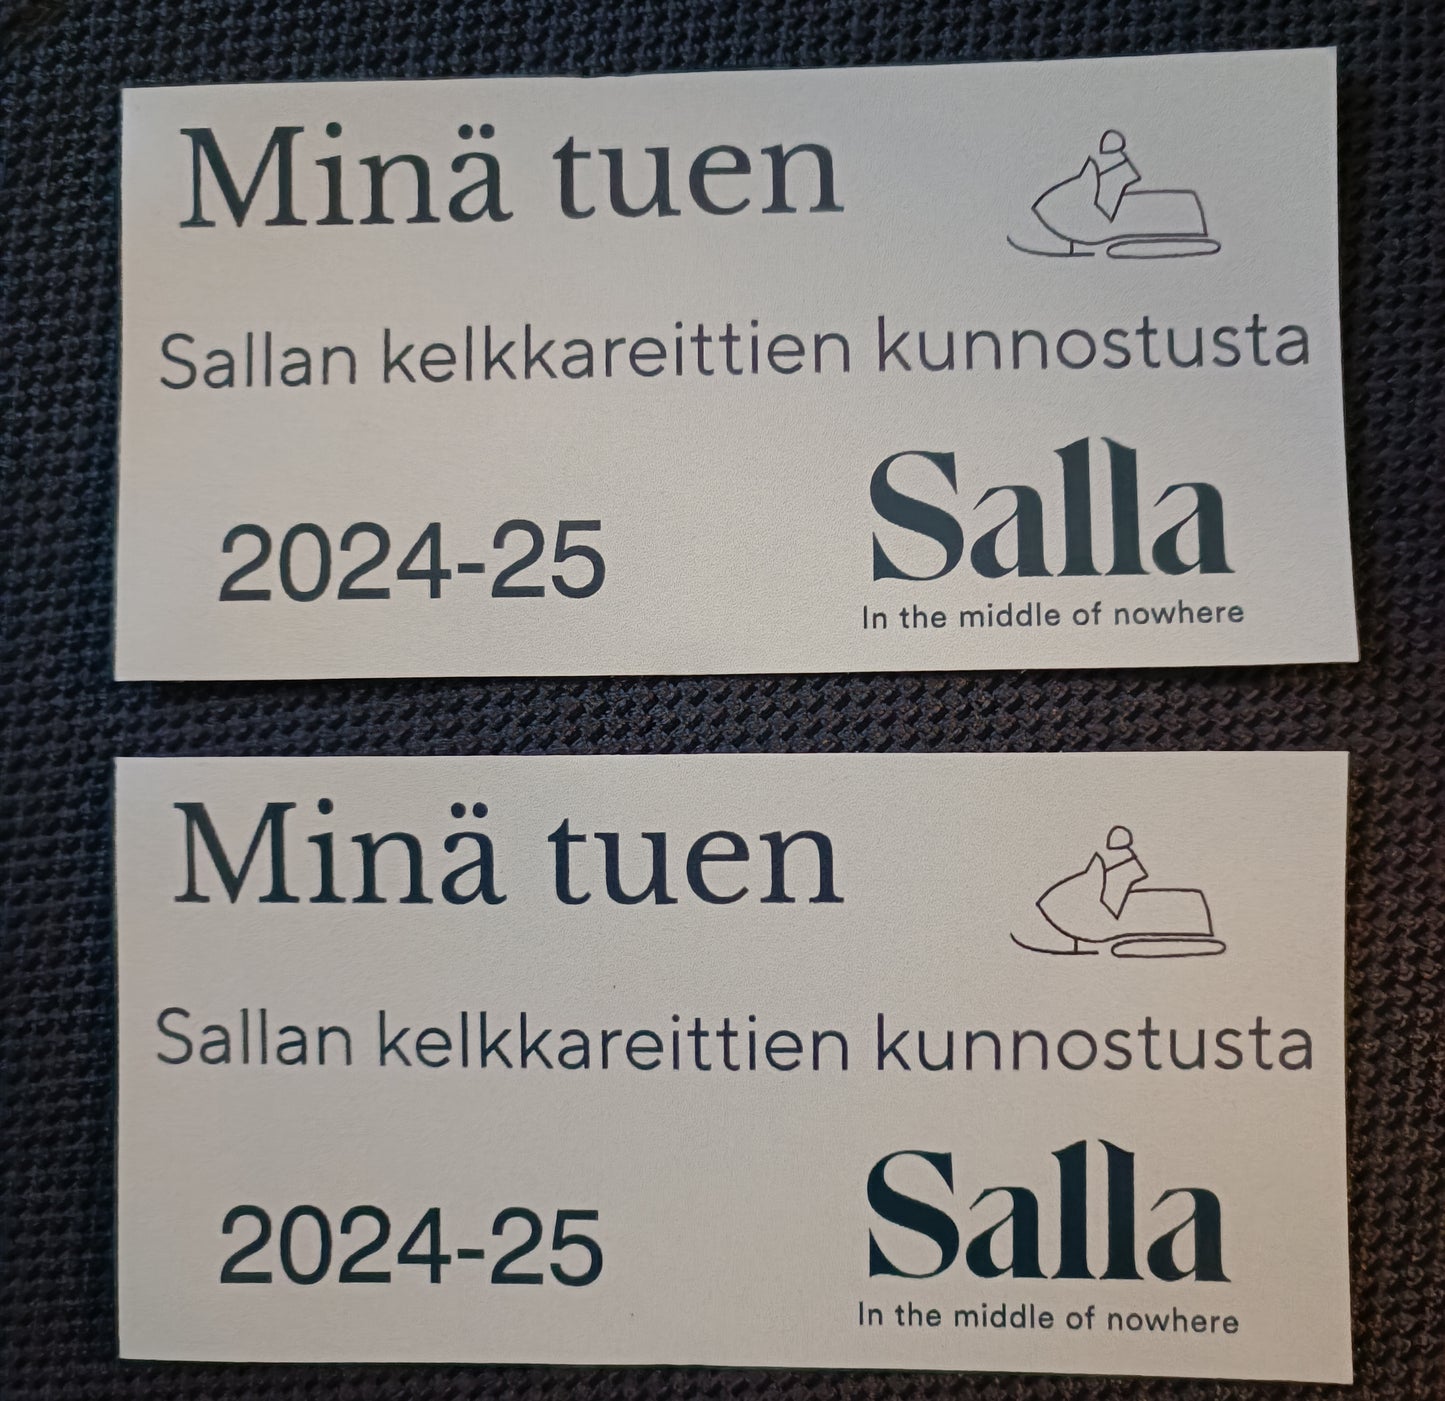 Minä tuen
Sallan kelkkareittien kunnostusta
2024-25
Salla
In the middle of nowhere
Minä tuen
Sallan kelkkareittien kunnostusta
2024-25
Salla
In the middle of nowhere